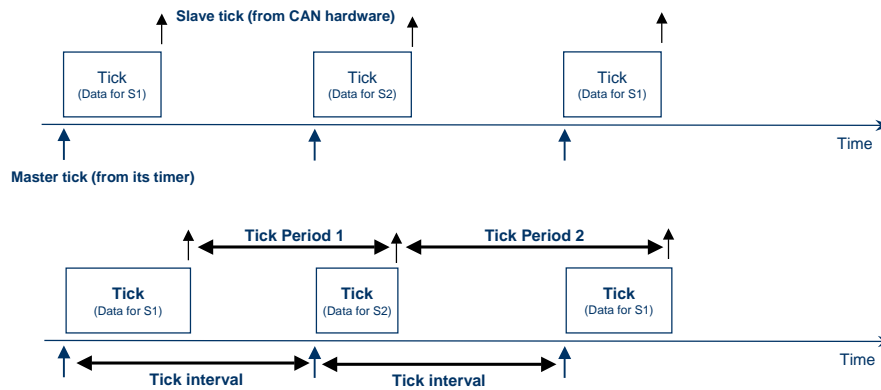 Slave tick (from CAN hardware)
Tick
(Data for S1)
Tick
(Data for S2)
Tick
(Data for S1)
Time
Master tick (from its timer)
Tick Period 1
Tick Period 2
Tick
(Data for S1)
Tick
(Data for S2)
Tick
(Data for S1)
Time
Tick interval
Tick interval